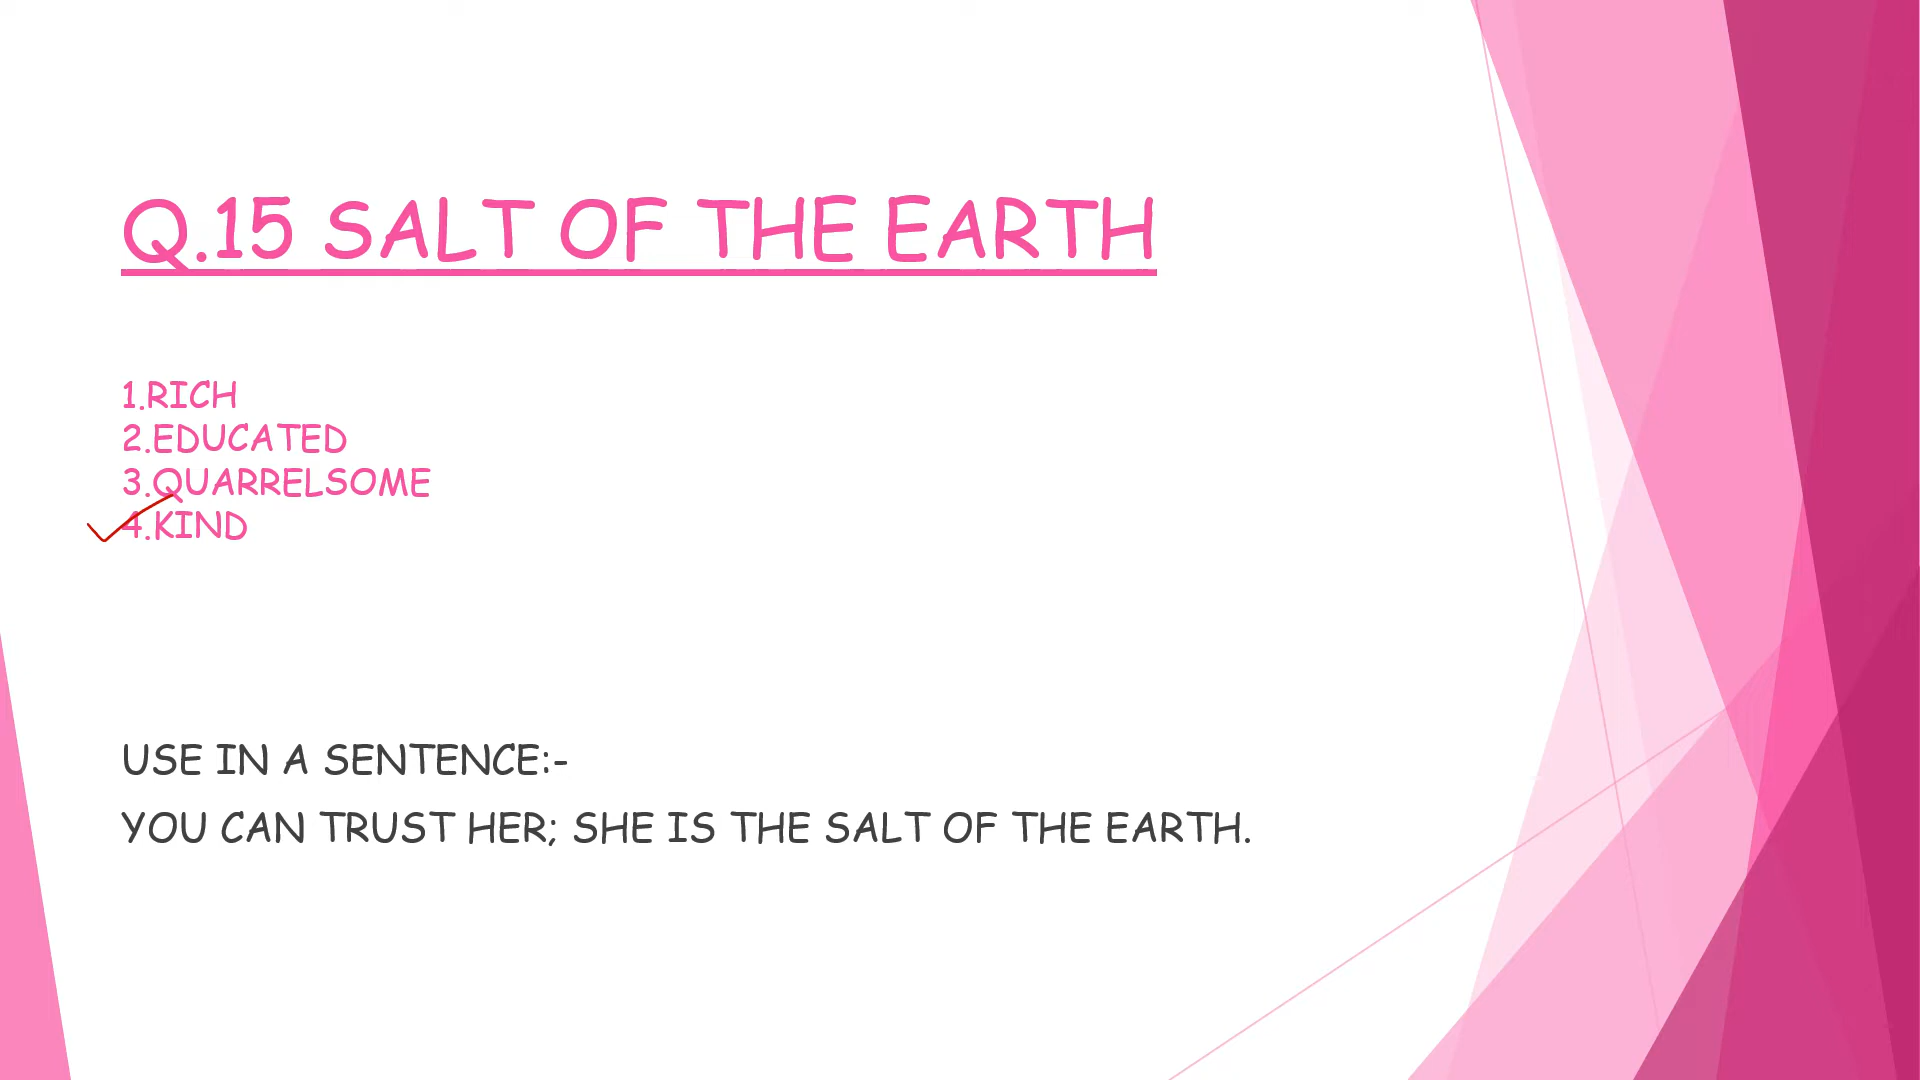 Q.15 SALT OF THE EARTH
1.RICH
2.EDUCATED
3.QUARRELSOME
4.KIND
USE IN A SENTENCE:-
YOU CAN TRUST HER; SHE IS THE SALT OF THE EARTH.